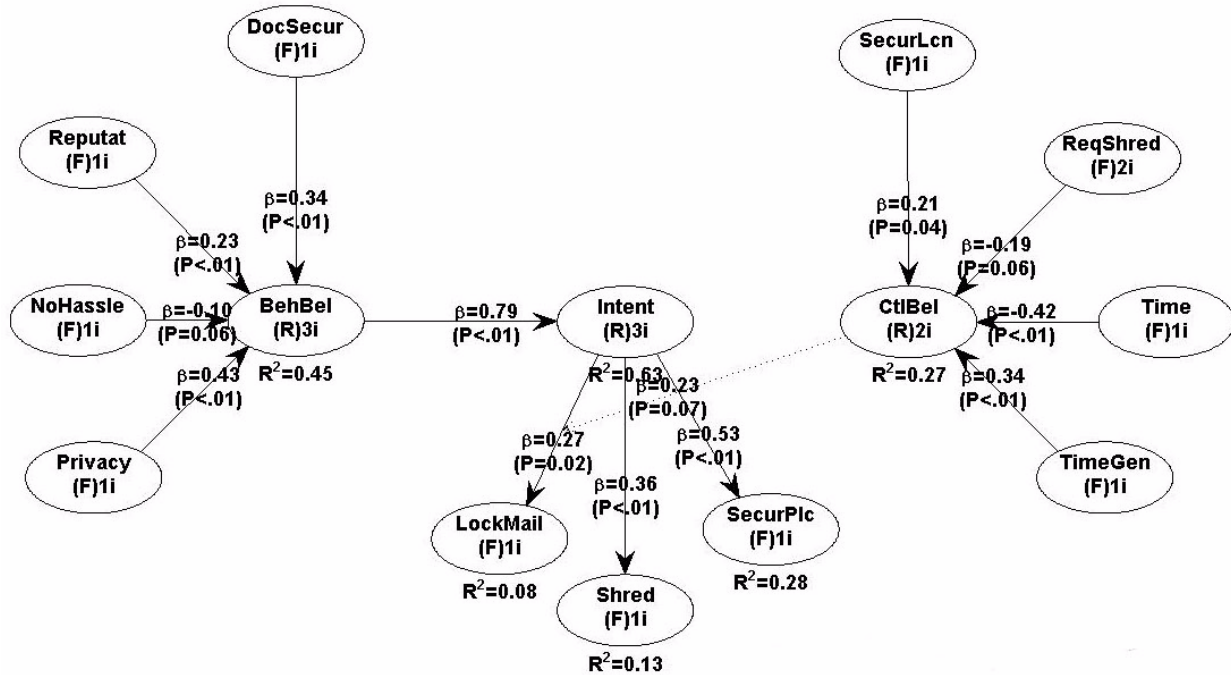 DocSecur
(F)1i
SecurLcn
(F)1i
Reputat
(F)1i
ReqShred
(F)2i
β=0.34
(P<.01)
β=0.21
(P=0.04)
β=0.23
(P<.01)
β=-0.19
(P=0.06)
NoHassle
(F)1i
β=-0.10
(P=0.06)
BehBel
(R)3i
R²=0.45
β=0.79
(P<.01)
Intent
(R)3i
R²=0.63
CtlBel
(R)2i
R²=0.27
β=-0.42
(P<.01)
Time
(F)1i
β=0.43
(P<.01)
β=0.23
(P=0.07)
β=0.34
(P<.01)
Privacy
(F)1i
β=0.27
(P=0.02)
β=0.53
(P<.01)
TimeGen
(F)1i
β=0.36
(P<.01)
LockMail
(F)1i
R²=0.08
SecurPlc
(F)1i
R²=0.28
Shred
(F)1i
R²=0.13